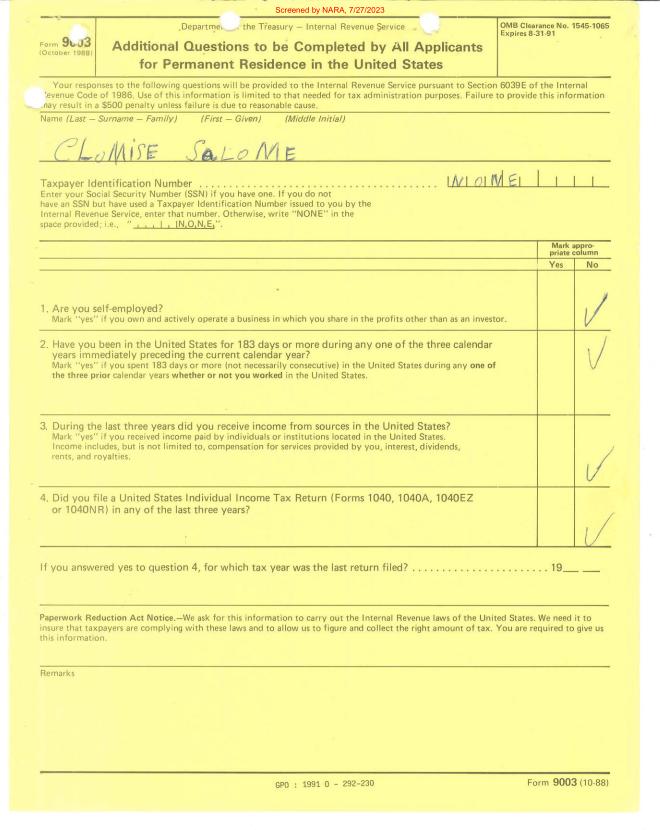 Screened by NARA, 7/27/2023
Form 9003
(October 1988)
Department the Treasury — Internal Revenue Service
Additional Questions to be Completed by All Applicants
for Permanent Residence in the United States
OMB Clearance No. 1545-1065
Expires 8-31-91
Your responses to the following questions will be provided to the Internal Revenue Service pursuant to Section 6039E of the Internal
Revenue Code of 1986. Use of this information is limited to that needed for tax administration purposes. Failure to provide this information
may result in a $500 penalty unless failure is due to reasonable cause.
Name (Last — Surname — Family) (First — Given) (Middle Initial)
CLOMISE SALOME
Taxpayer Identification Number NONE
Enter your Social Security Number (SSN) if you have one. If you do not
have an SSN but have used a Taxpayer Identification Number issued to you by the
Internal Revenue Service, enter that number. Otherwise, write "NONE" in the
space provided; i.e., " N,O,N,E,".
Mark appro-
priate column
Yes No
1. Are you self-employed?
Mark "yes" if you own and actively operate a business in which you share in the profits other than as an investor. ✓
2. Have you been in the United States for 183 days or more during any one of the three calendar
years immediately preceding the current calendar year? ✓
Mark "yes" if you spent 183 days or more (not necessarily consecutive) in the United States during any one of
the three prior calendar years whether or not you worked in the United States.
3. During the last three years did you receive income from sources in the United States?
Mark "yes" if you received income paid by individuals or institutions located in the United States.
Income includes, but is not limited to, compensation for services provided by you, interest, dividends,
rents, and royalties. ✓
4. Did you file a United States Individual Income Tax Return (Forms 1040, 1040A, 1040EZ
or 1040NR) in any of the last three years? ✓
If you answered yes to question 4, for which tax year was the last return filed? ........................ 19__ __
Paperwork Reduction Act Notice.—We ask for this information to carry out the Internal Revenue laws of the United States. We need it to
insure that taxpayers are complying with these laws and to allow us to figure and collect the right amount of tax. You are required to give us
this information.
Remarks
GPO : 1991 O - 292-230
Form 9003 (10-88)